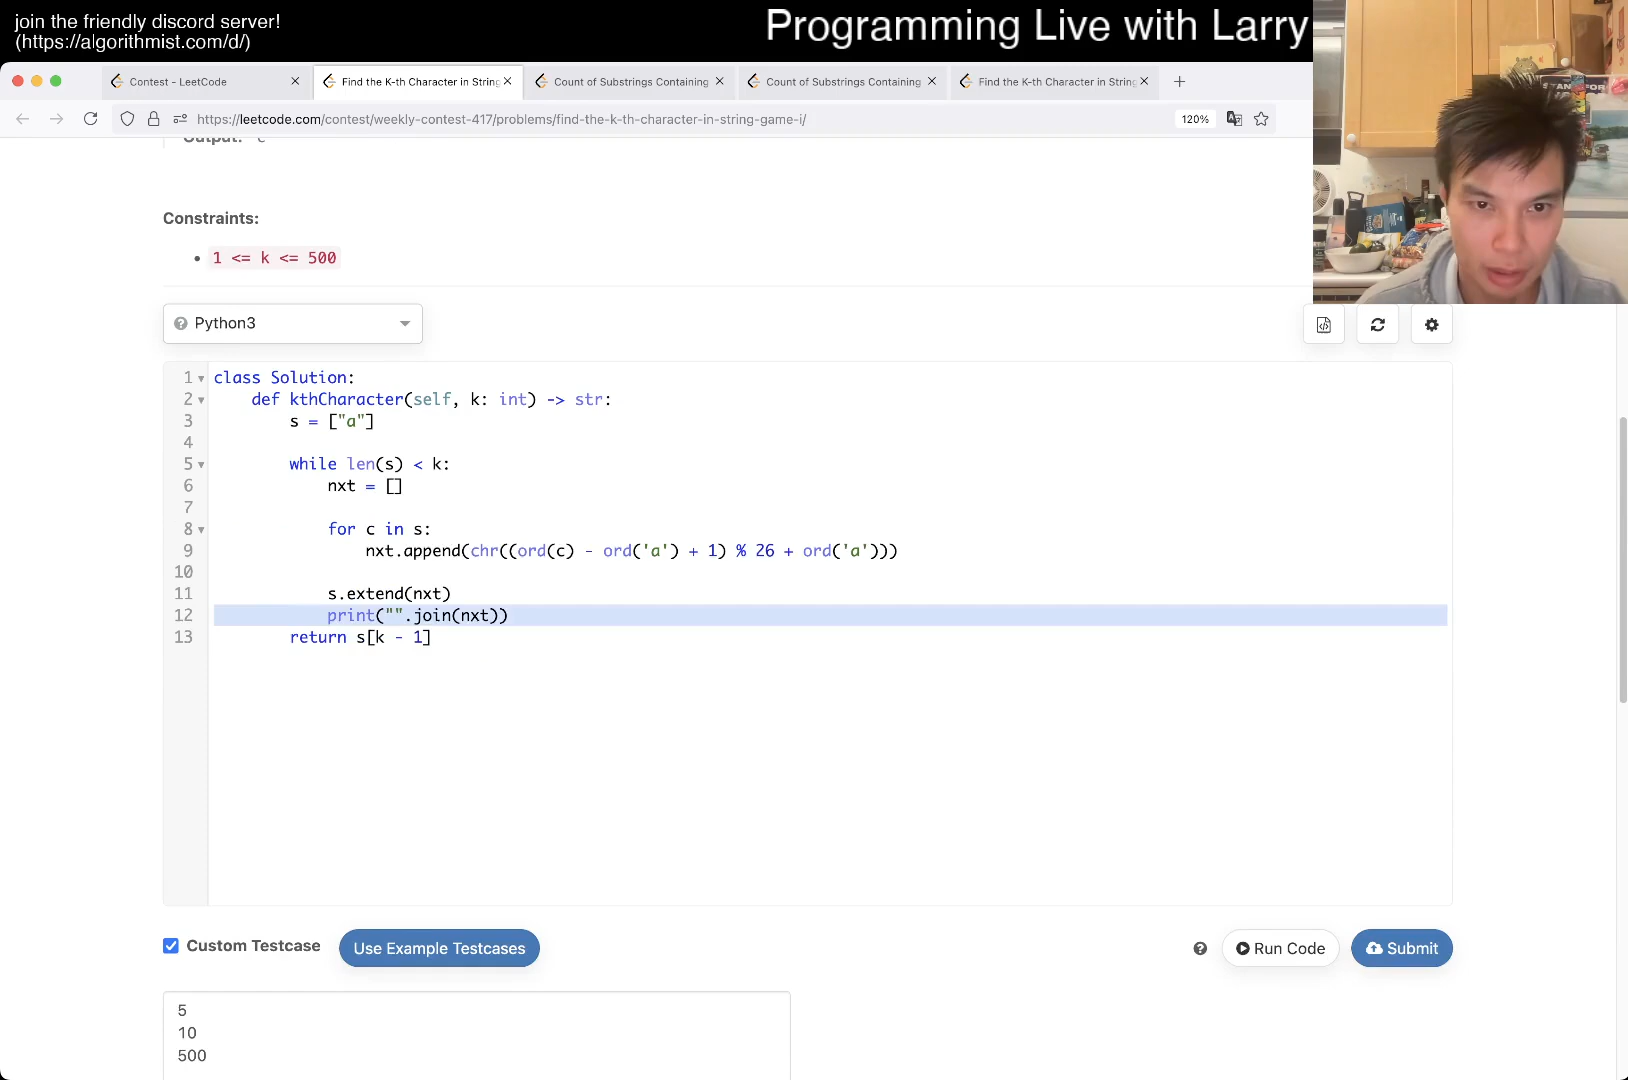 join the friendly discord server!
(https://algorithmist.com/d/)
Programming Live with Larry
Contest - LeetCode
Find the K-th Character in String
Count of Substrings Containing
Count of Substrings Containing
Find the K-th Character in String
https://leetcode.com/contest/weekly-contest-417/problems/find-the-k-th-character-in-string-game-i/
120%
Output: "c"
Constraints:
• 1 <= k <= 500
Python3
1 class Solution:
2 def kthCharacter(self, k: int) -> str:
3 s = ["a"]
4
5 while len(s) < k:
6 nxt = []
7
8 for c in s:
9 nxt.append(chr((ord(c) - ord('a') + 1) % 26 + ord('a')))
10
11 s.extend(nxt)
12 print("".join(nxt))
13 return s[k - 1]
Custom Testcase
Use Example Testcases
Run Code
Submit
5
10
500